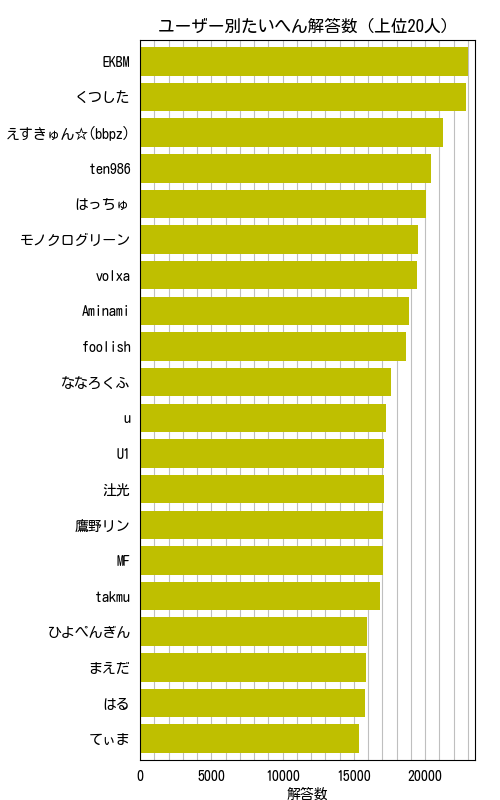 ユーザー別たいへん解答数（上位20人）
EKBM
くつした
えすきゅん☆(bbpz)
ten986
はっちゅ
モノクログリーン
volxa
Aminami
foolish
ななろくふ
u
U1
汢光
鷹野リン
MF
takmu
ひよぺんぎん
まえだ
はる
てぃま
0 5000 10000 15000 20000
解答数